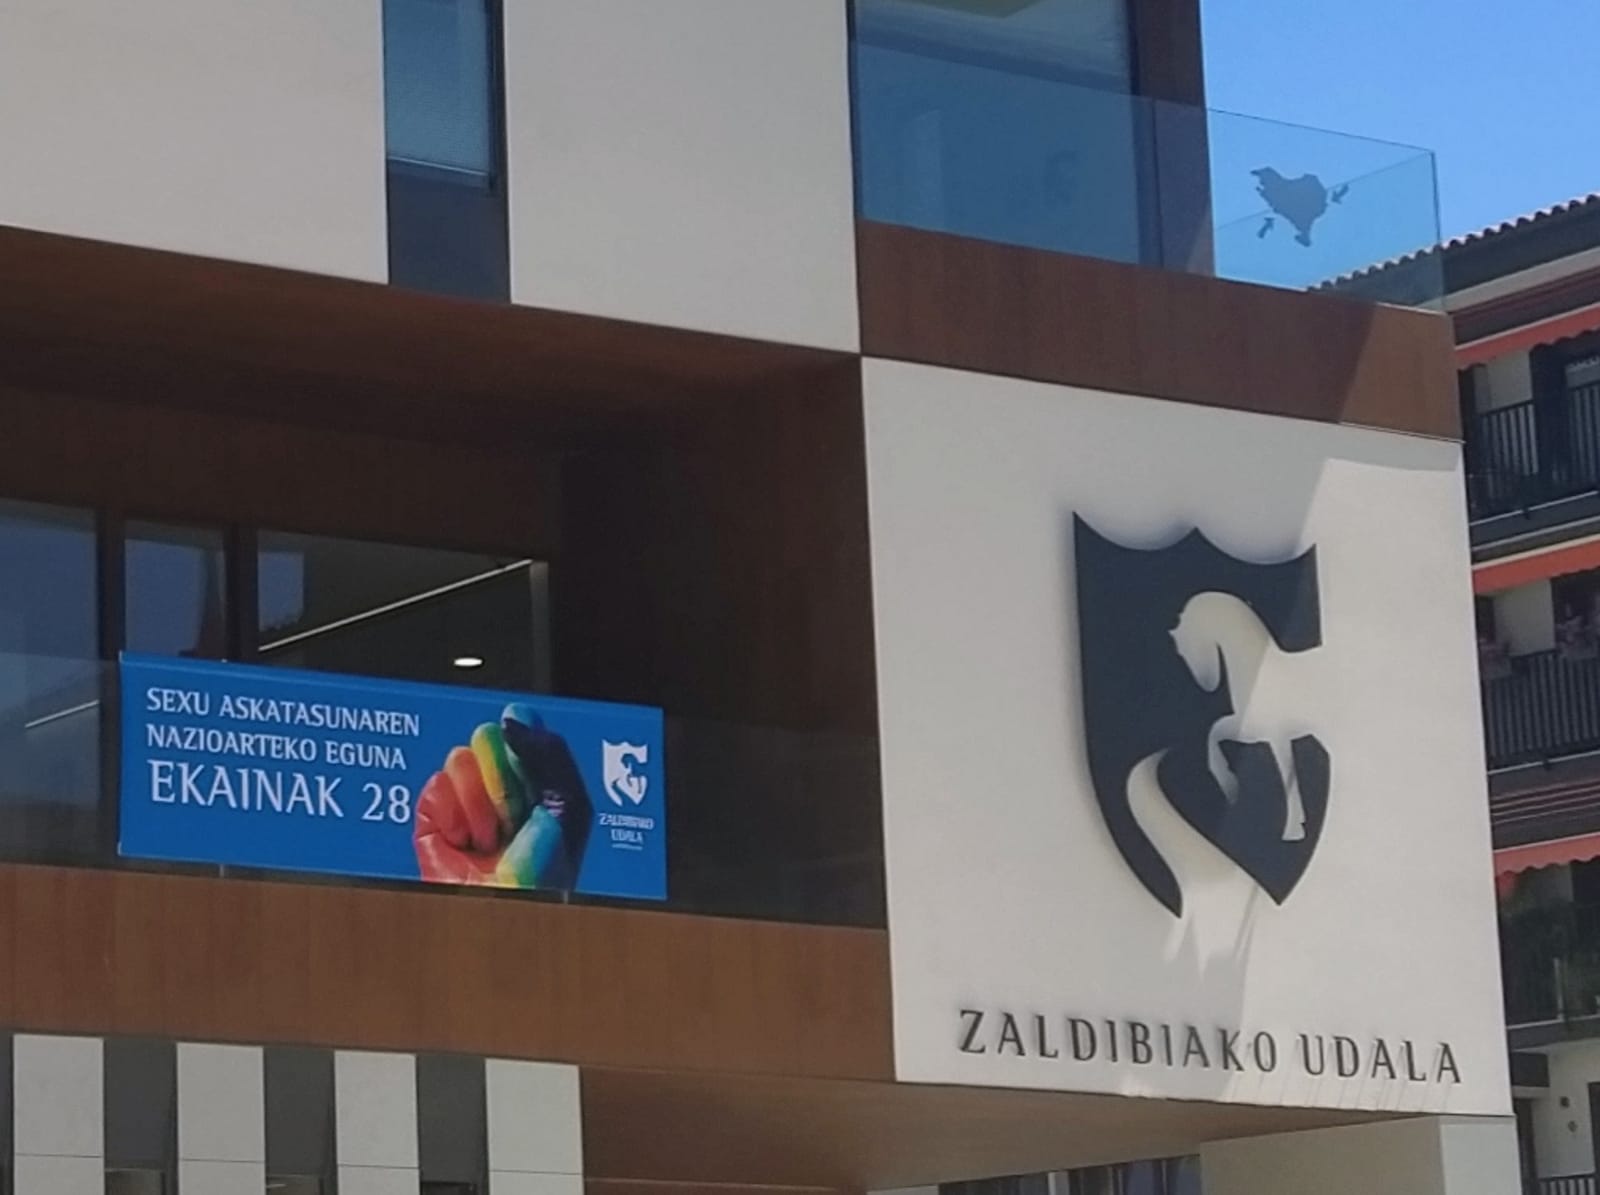 SEXU ASKATASUNAREN
NAZIOARTEKO EGUNA
EKAINAK 28
ZALDIBIAKO
UDALA
ZALDIBIAKO UDALA